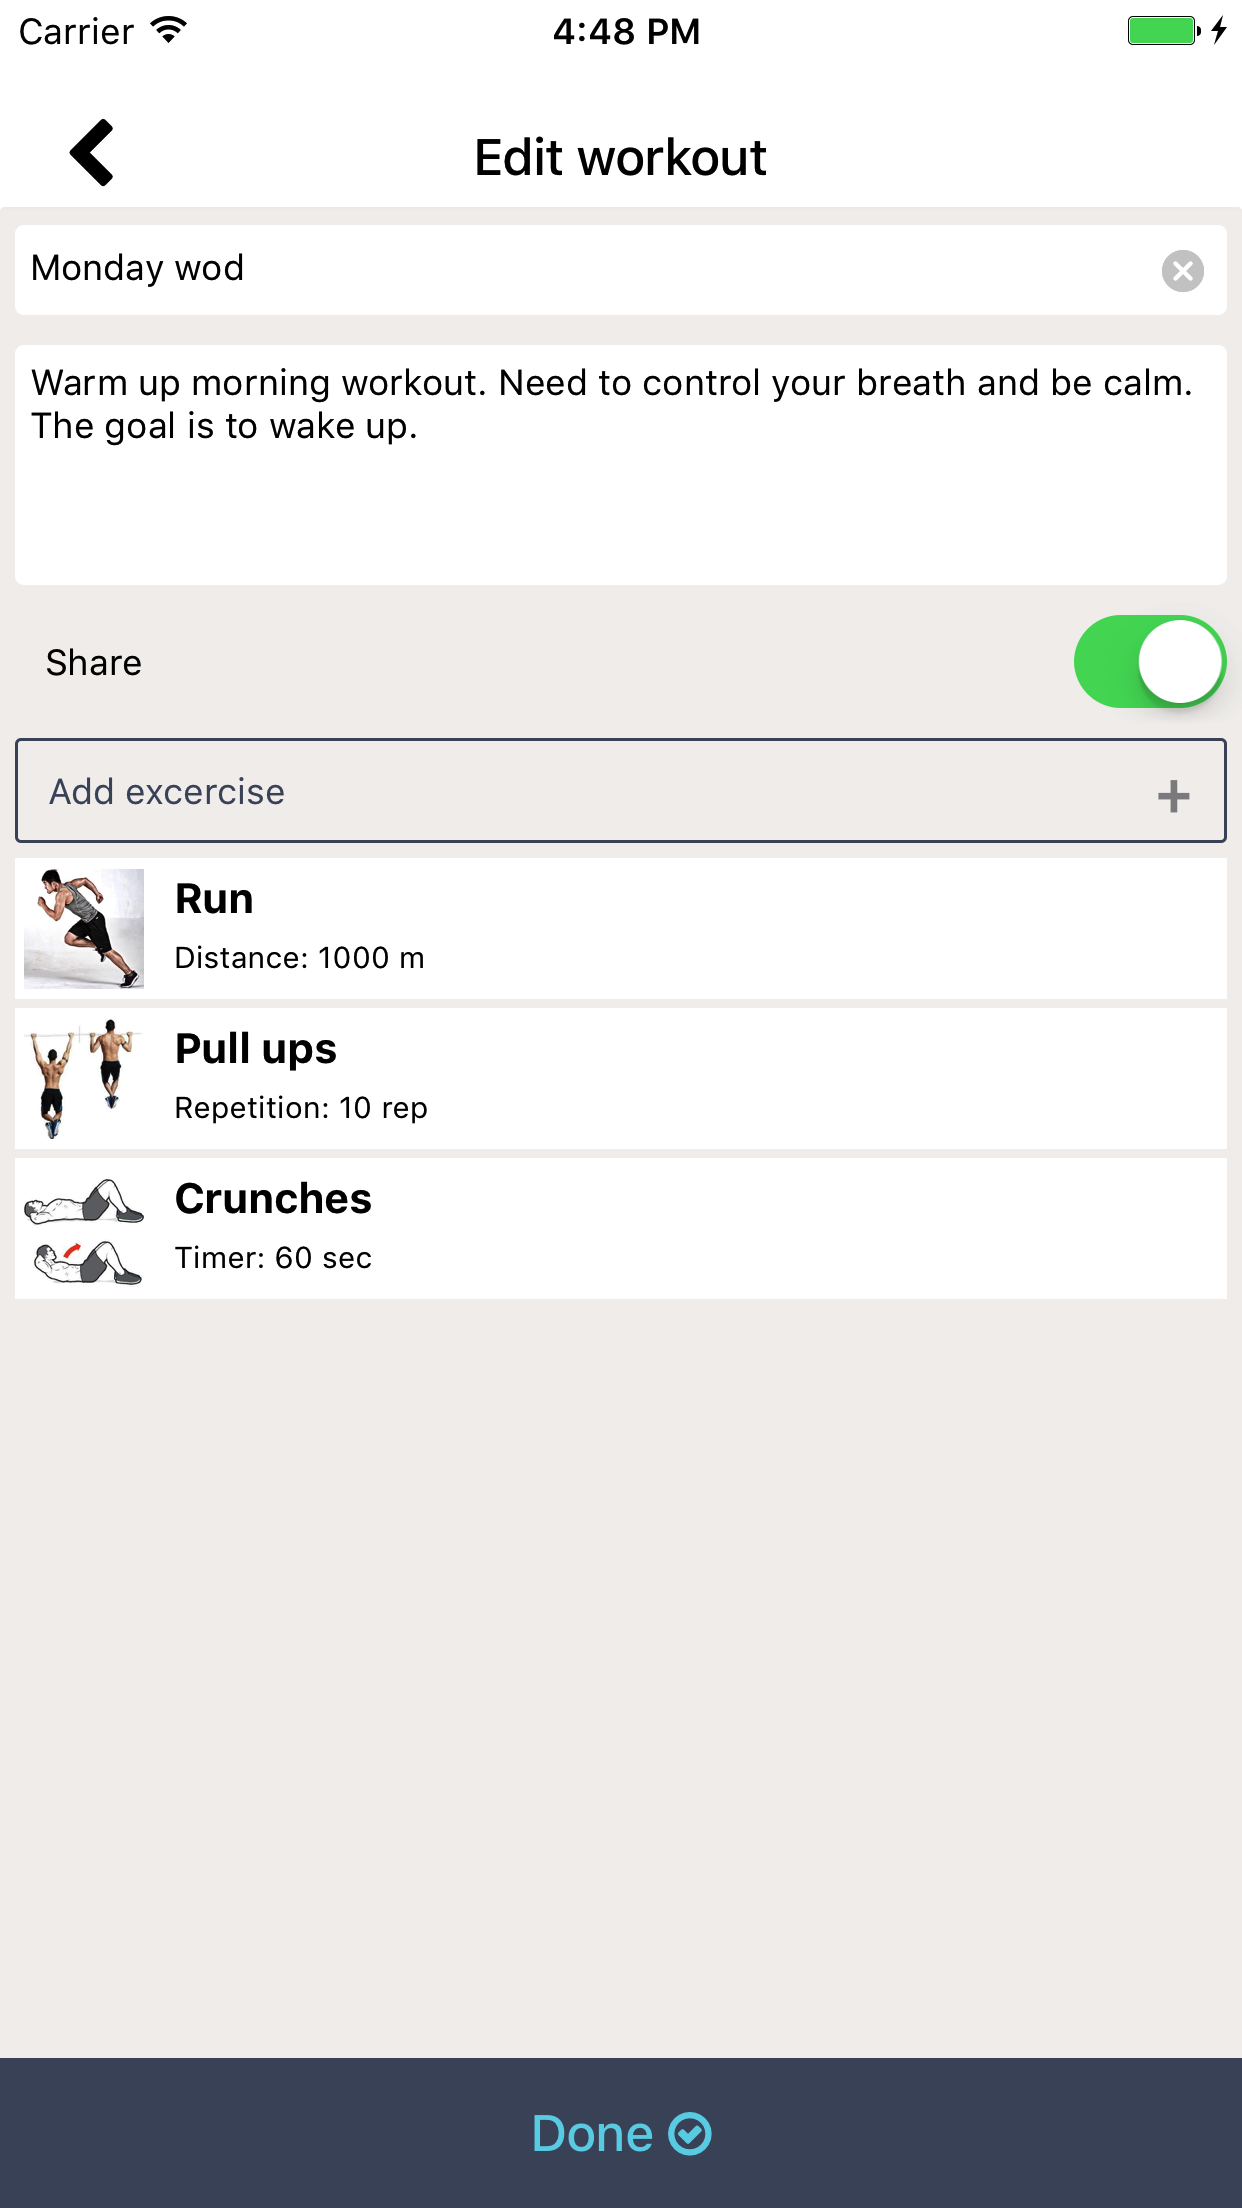 Carrier 4:48 PM
Edit workout
Monday wod
Warm up morning workout. Need to control your breath and be calm.
The goal is to wake up.
Share
Add excercise +
Run
Distance: 1000 m
Pull ups
Repetition: 10 rep
Crunches
Timer: 60 sec
Done